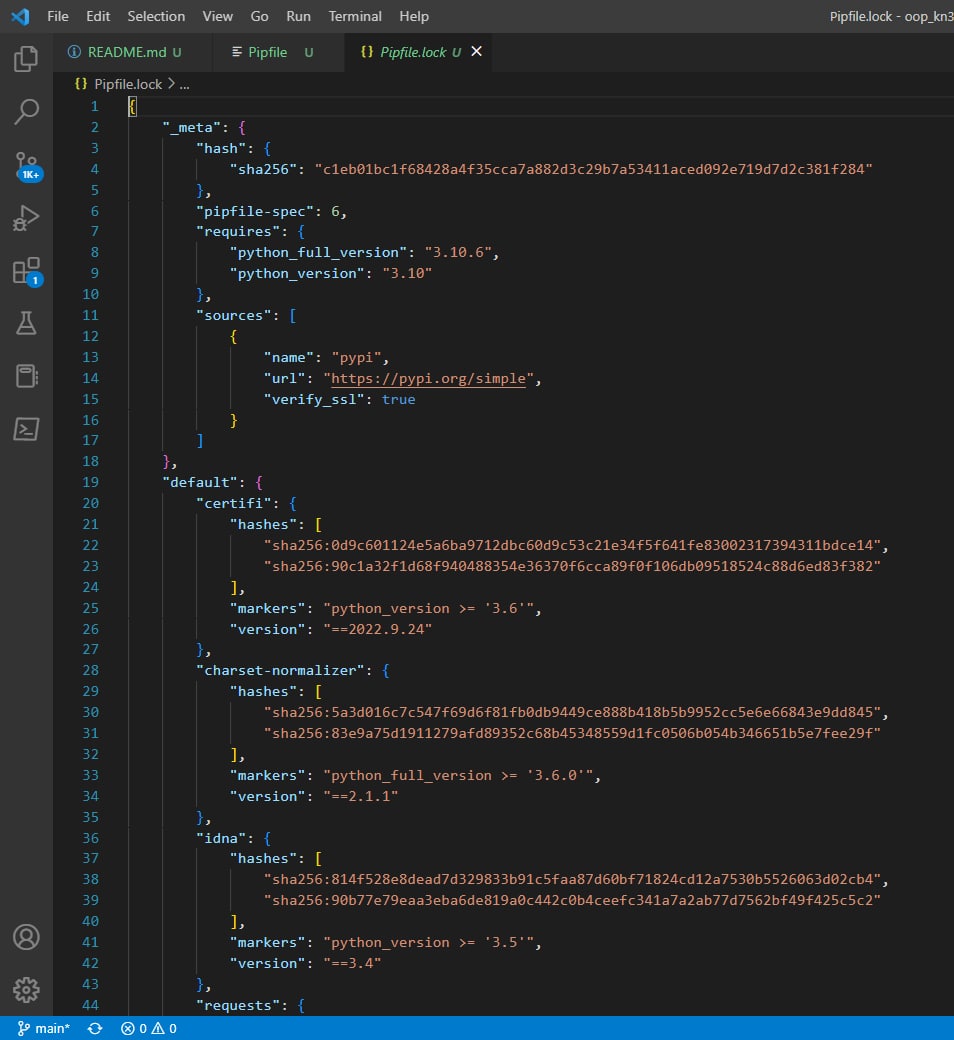 File Edit Selection View Go Run Terminal Help Pipfile.lock - oop_kn3
README.md U Pipfile U {} Pipfile.lock U
{} Pipfile.lock > ...
1 {
2 "_meta": {
3 "hash": {
4 "sha256": "c1eb01bc1f68428a4f35cca7a882d3c29b7a53411aced092e719d7d2c381f284"
5 },
6 "pipfile-spec": 6,
7 "requires": {
8 "python_full_version": "3.10.6",
9 "python_version": "3.10"
10 },
11 "sources": [
12 {
13 "name": "pypi",
14 "url": "https://pypi.org/simple",
15 "verify_ssl": true
16 }
17 ]
18 },
19 "default": {
20 "certifi": {
21 "hashes": [
22 "sha256:0d9c601124e5a6ba9712dbc60d9c53c21e34f5f641fe83002317394311bdce14",
23 "sha256:90c1a32f1d68f940488354e36370f6cca89f0f106db09518524c88d6ed83f382"
24 ],
25 "markers": "python_version >= '3.6'",
26 "version": "==2022.9.24"
27 },
28 "charset-normalizer": {
29 "hashes": [
30 "sha256:5a3d016c7c547f69d6f81fb0db9449ce888b418b5b9952cc5e6e66843e9dd845",
31 "sha256:83e9a75d1911279afd89352c68b45348559d1fc0506b054b346651b5e7fee29f"
32 ],
33 "markers": "python_full_version >= '3.6.0'",
34 "version": "==2.1.1"
35 },
36 "idna": {
37 "hashes": [
38 "sha256:814f528e8dead7d329833b91c5faa87d60bf71824cd12a7530b5526063d02cb4",
39 "sha256:90b77e79eaa3eba6de819a0c442c0b4ceefc341a7a2ab77d7562bf49f425c5c2"
40 ],
41 "markers": "python_version >= '3.5'",
42 "version": "==3.4"
43 },
44 "requests": {
1K+
1
main* 0 0